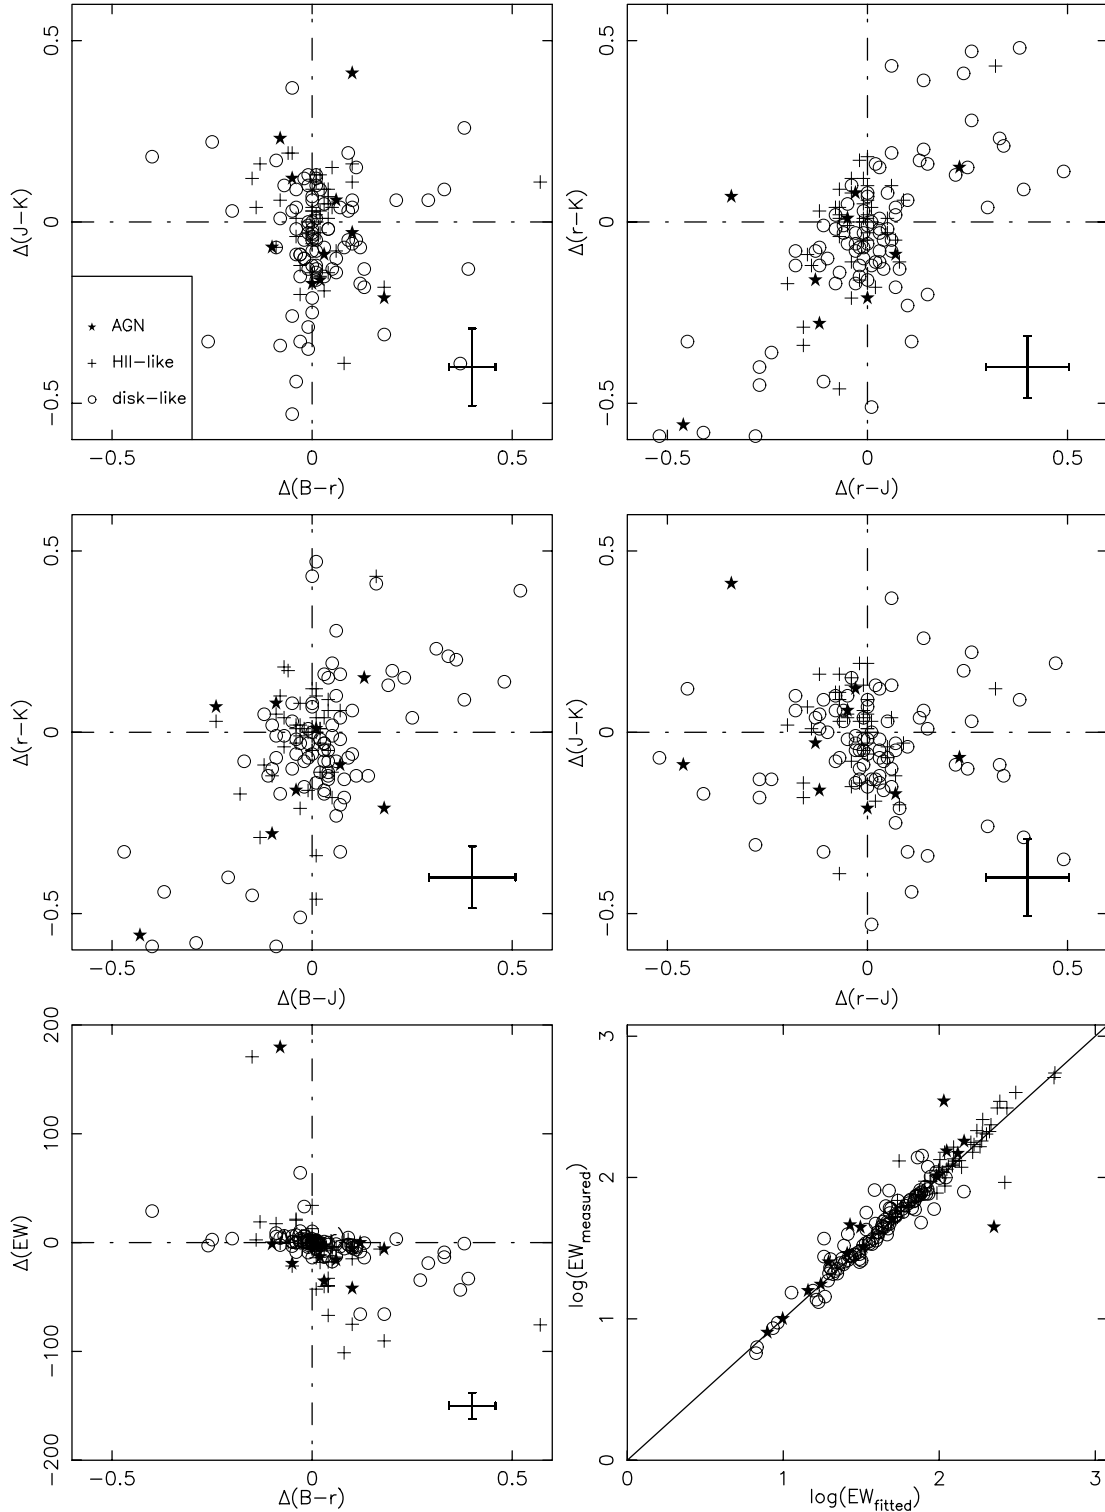 0.5
0
−0.5
Δ(J−K)
AGN
HII−like
disk−like
−0.5
0
0.5
Δ(B−r)
0.5
0
−0.5
Δ(r−K)
−0.5
0
0.5
Δ(r−J)
0.5
0
−0.5
Δ(r−K)
−0.5
0
0.5
Δ(B−J)
0.5
0
−0.5
Δ(J−K)
−0.5
0
0.5
Δ(r−J)
200
100
0
−100
−200
Δ(EW)
−0.5
0
0.5
Δ(B−r)
3
2
1
0
log(EWmeasured)
0
1
2
3
log(EWfitted)